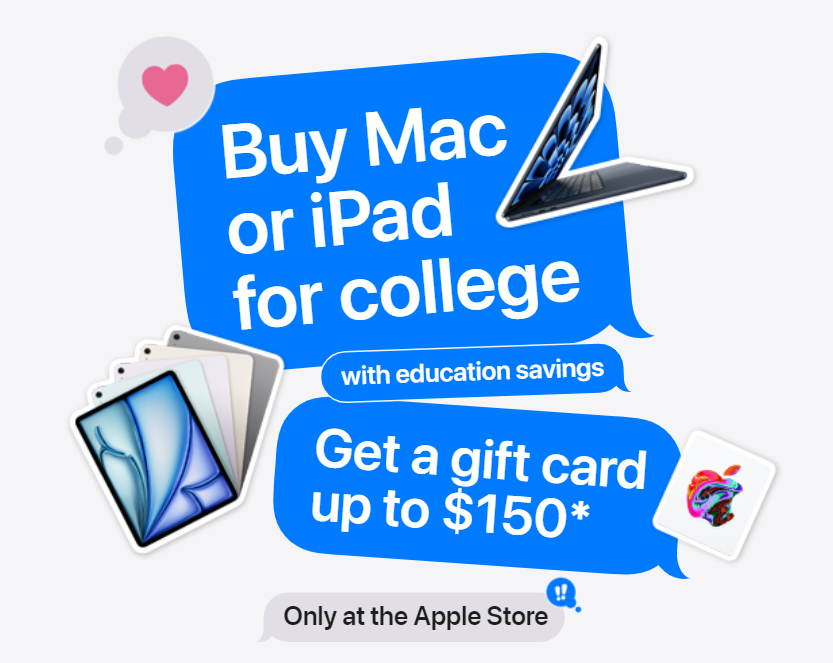 Buy Mac
or iPad
for college
with education savings
Get a gift card
up to $150*
Only at the Apple Store
!!